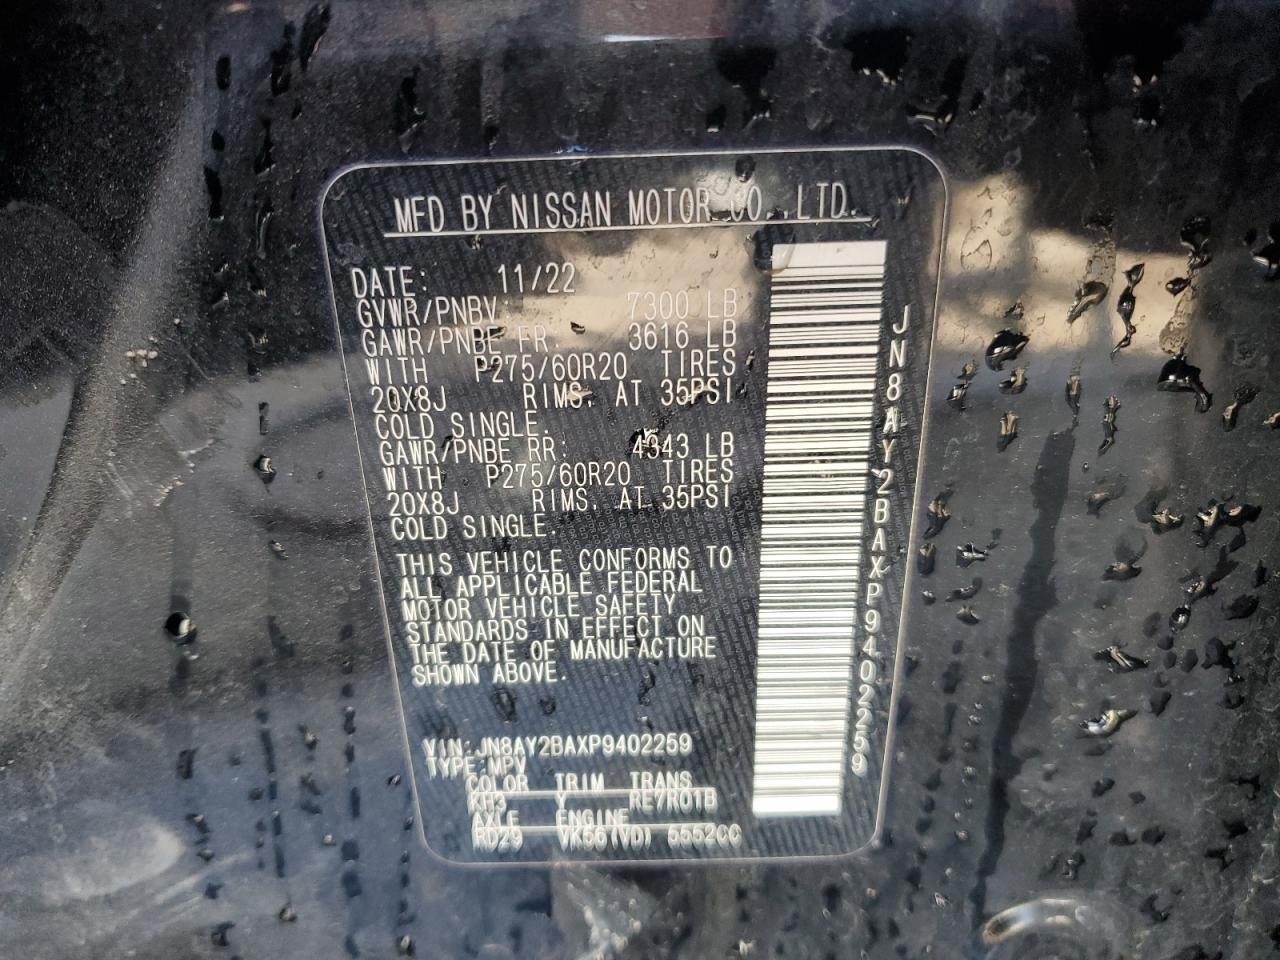 MFD BY NISSAN MOTOR CO.,LTD.
DATE: 11/22
GVWR/PNBV: 7300 LB
GAWR/PNBE FR: 3616 LB
WITH P275/60R20 TIRES
20X8J RIMS, AT 35PSI
COLD SINGLE.
GAWR/PNBE RR: 4343 LB
WITH P275/60R20 TIRES
20X8J RIMS, AT 35PSI
COLD SINGLE.
THIS VEHICLE CONFORMS TO
ALL APPLICABLE FEDERAL
MOTOR VEHICLE SAFETY
STANDARDS IN EFFECT ON
THE DATE OF MANUFACTURE
SHOWN ABOVE.
VIN:JN8AY2BAXP9402259
TYPE:MPV
COLOR TRIM TRANS
KH3 Y RE7R01B
AXLE ENGINE
RD29 VK56(VD) 5552CC
JN8AY2BAXP9402259